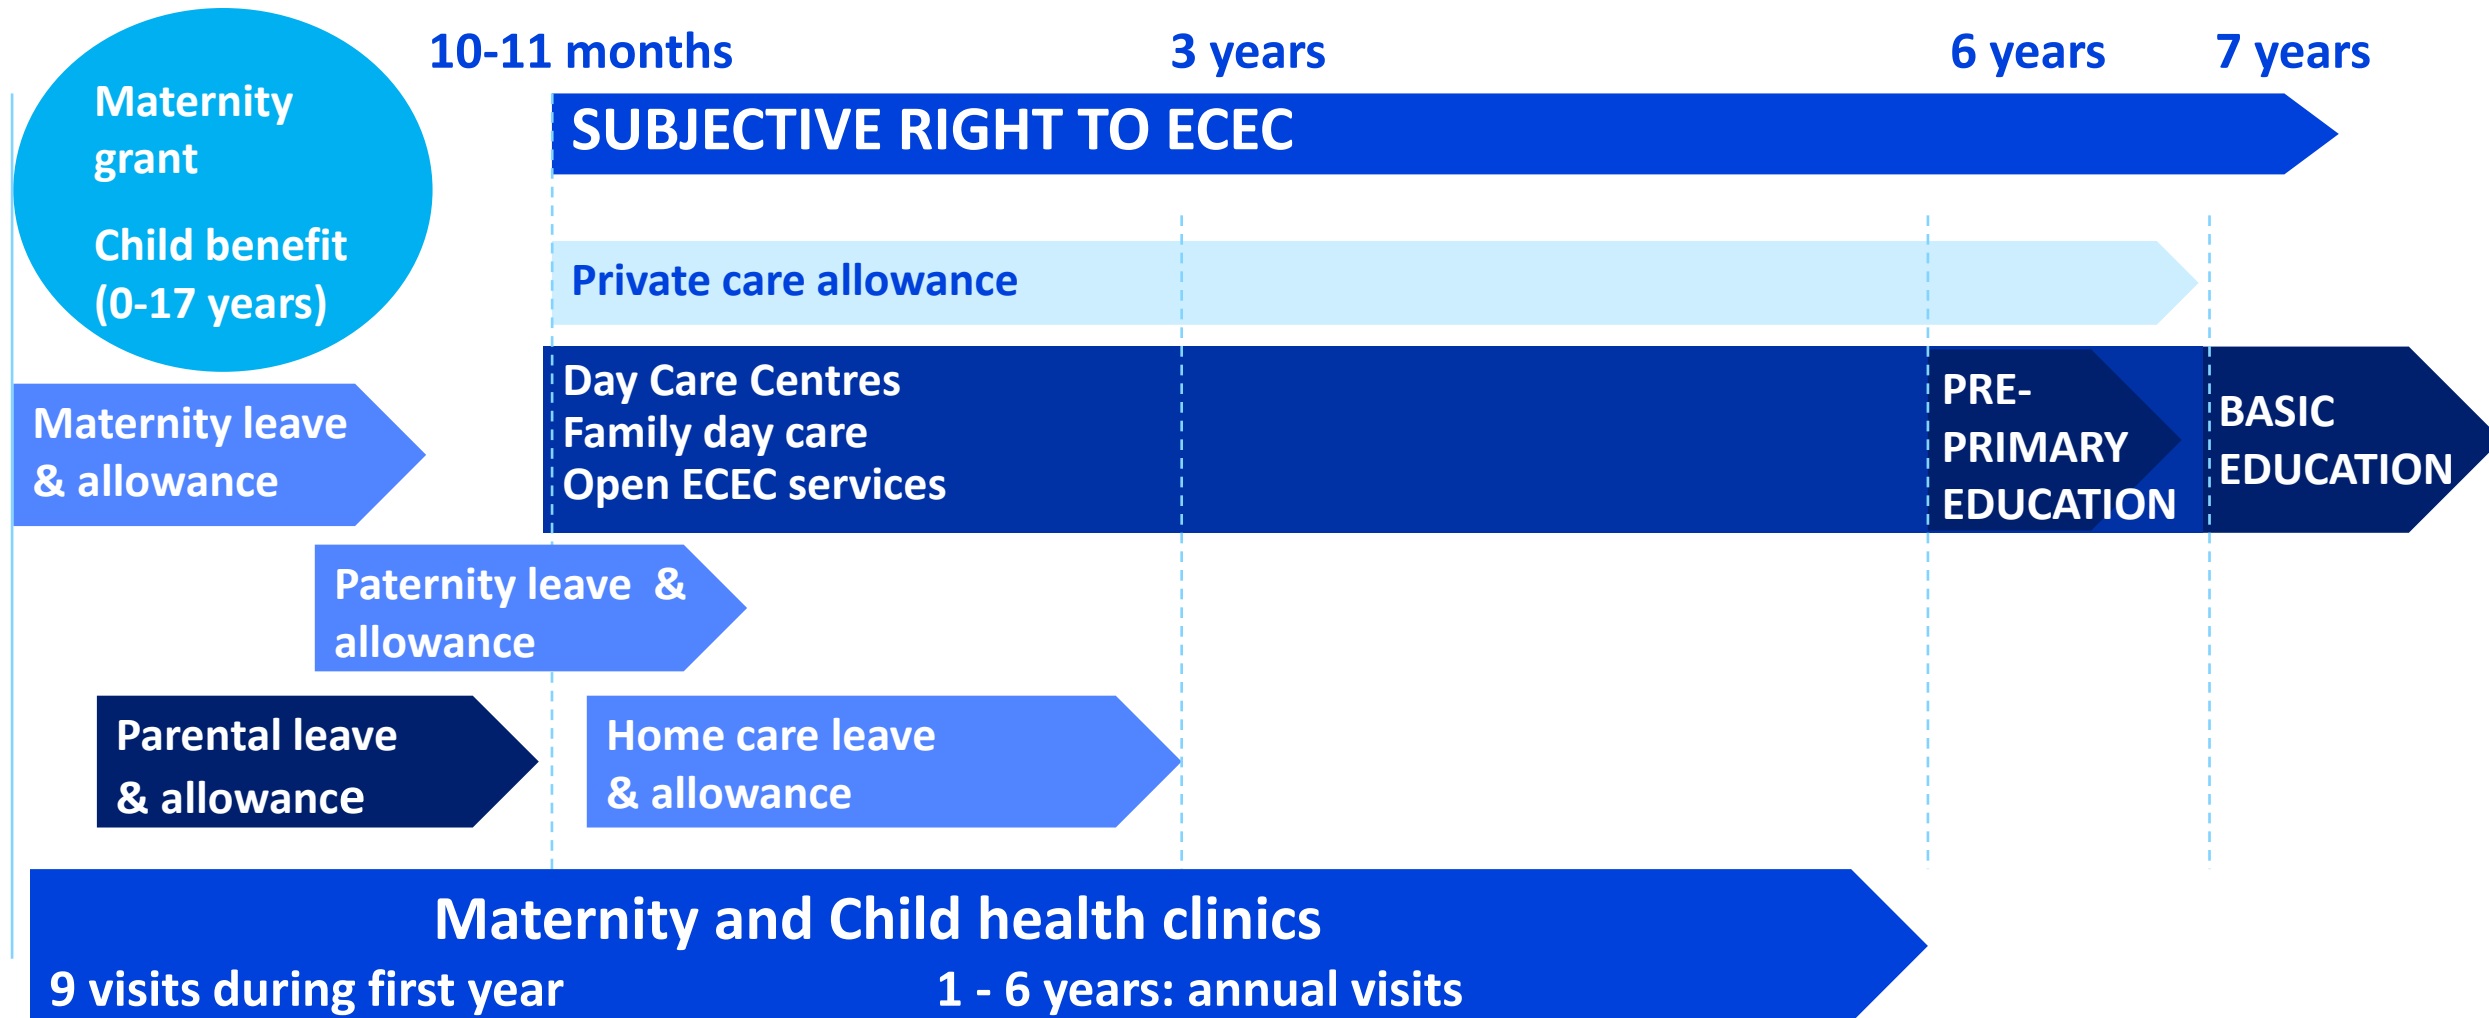 Maternity
grant
Child benefit
(0-17 years)
10-11 months
3 years
6 years
7 years
SUBJECTIVE RIGHT TO ECEC
Private care allowance
Day Care Centres
Family day care
Open ECEC services
PRE-
PRIMARY
EDUCATION
BASIC
EDUCATION
Maternity leave
& allowance
Paternity leave &
allowance
Parental leave
& allowance
Home care leave
& allowance
Maternity and Child health clinics
9 visits during first year
1 - 6 years: annual visits